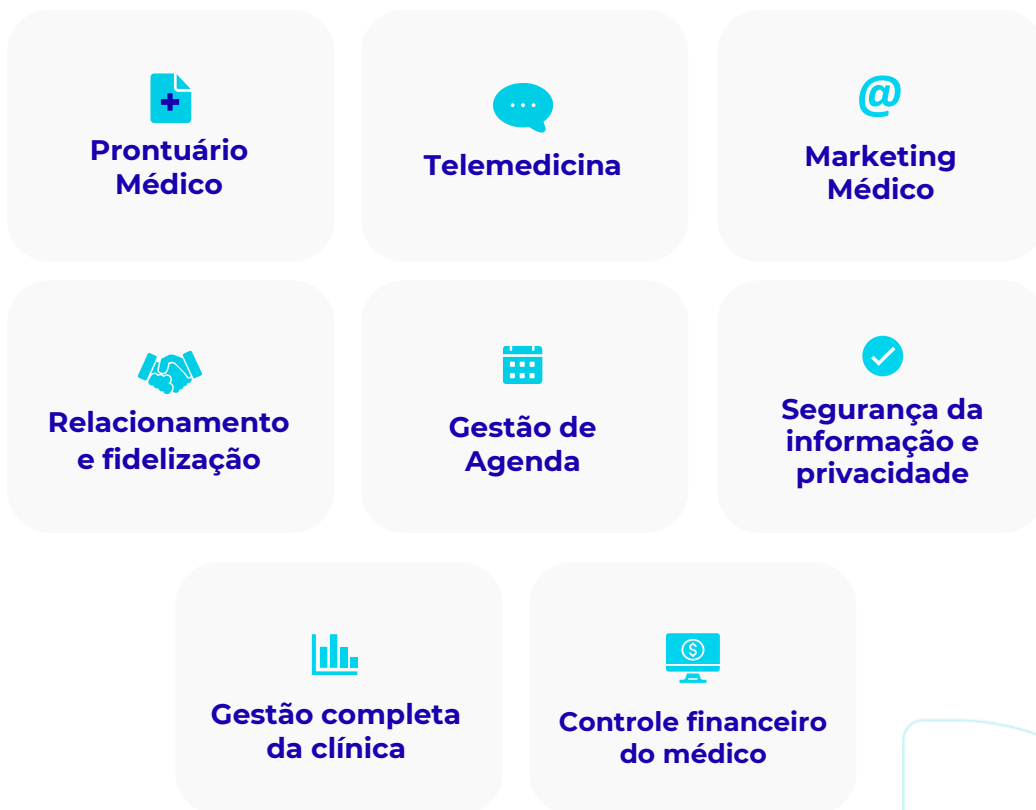 Prontuário
Médico
Telemedicina
@
Marketing
Médico
Relacionamento
e fidelização
Gestão de
Agenda
Segurança da
informação e
privacidade
$
Gestão completa
da clínica
Controle financeiro
do médico